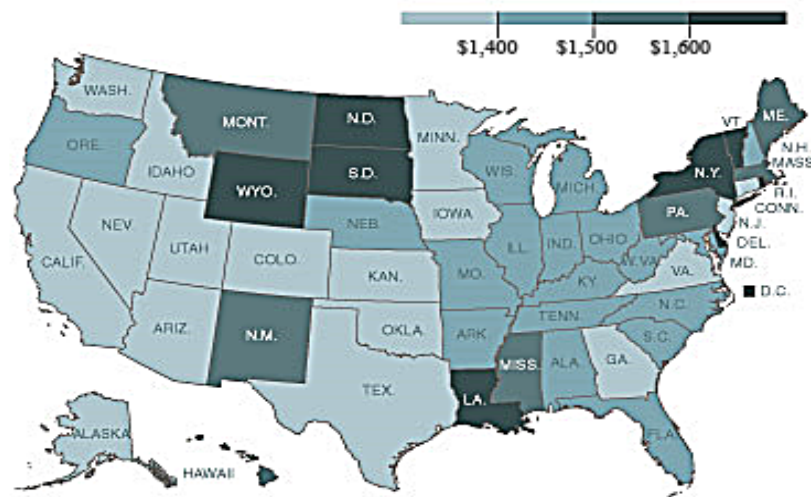 $1,400 $1,500 $1,600
WASH.
MONT.
N.D.
MINN.
VT.
ME.
ORE.
IDAHO
S.D.
WIS.
MICH.
N.Y.
N.H.
MASS.
WYO.
R.I.
CONN.
NEB.
IOWA
PA.
N.J.
NEV.
UTAH
COLO.
ILL.
IND.
OHIO
DEL.
CALIF.
KAN.
MO.
W.VA.
VA.
MD.
KY.
D.C.
ARIZ.
N.M.
OKLA.
ARK.
TENN.
N.C.
S.C.
TEX.
MISS.
ALA.
GA.
LA.
ALASKA
FLA.
HAWAII